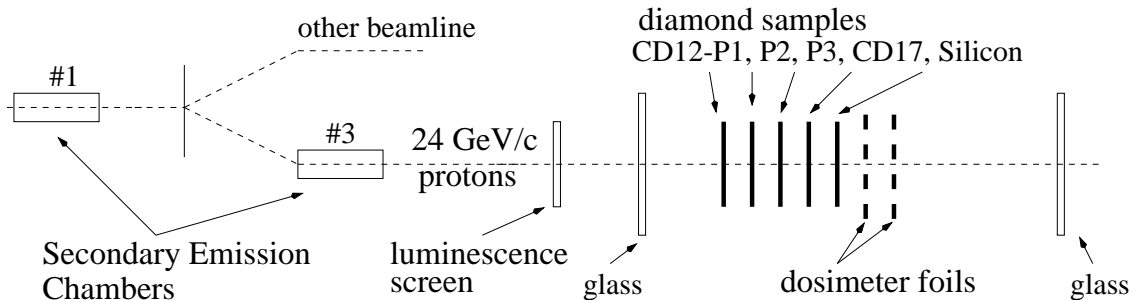 diamond samples
other beamline
CD12-P1, P2, P3, CD17, Silicon
#1
#3
24 GeV/c
protons
Secondary Emission
Chambers
luminescence
screen
glass
dosimeter foils
glass